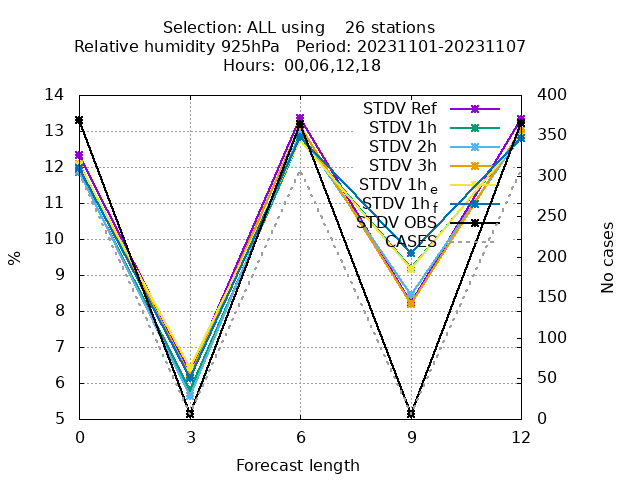 Selection: ALL using    26 stations
Relative humidity 925hPa   Period: 20231101-20231107
Hours: 00,06,12,18
STDV Ref
STDV 1h
STDV 2h
STDV 3h
STDV 1h e
STDV 1h f
STDV OBS
CASES
14
13
12
11
10
9
8
7
6
5
%
400
350
300
250
200
150
100
50
0
No cases
0 3 6 9 12
Forecast length